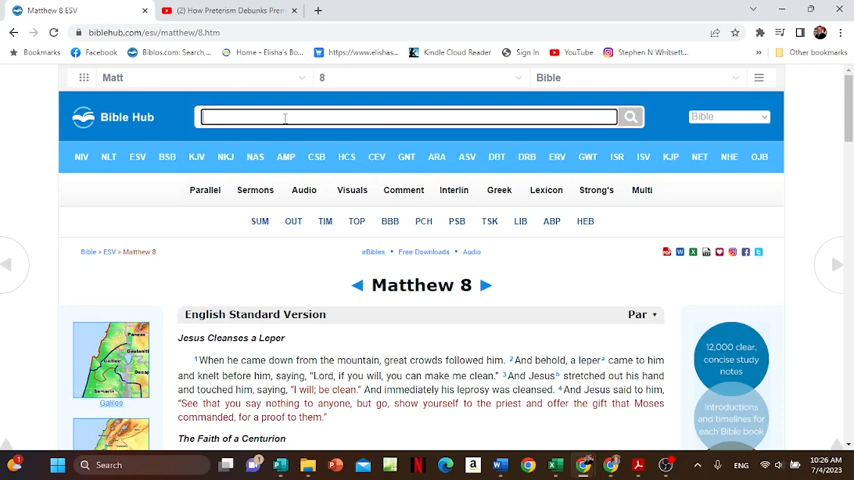 Matthew 8 ESV
(2) How Preterism Debunks Prem
biblehub.com/esv/matthew/8.htm
Bookmarks Facebook Biblos.com: Search,... Home - Elisha's Bo... https://www.elishas... Kindle Cloud Reader Sign In YouTube Stephen N Whitsett... » Other bookmarks
Matt 8 Bible
Bible Hub Bible
NIV NLT ESV BSB KJV NKJ NAS AMP CSB HCS CEV GNT ARA ASV DBT DRB ERV GWT ISR ISV KJP NET NHE OJB
Parallel Sermons Audio Visuals Comment Interlin Greek Lexicon Strong's Multi
SUM OUT TIM TOP BBB PCH PSB TSK LIB ABP HEB
Bible > ESV > Matthew 8
eBibles • Free Downloads • Audio
◄ Matthew 8 ►
English Standard Version Par ▾
Jesus Cleanses a Leper
1When he came down from the mountain, great crowds followed him. 2And behold, a lepera came to him
and knelt before him, saying, “Lord, if you will, you can make me clean.” 3And Jesusb stretched out his hand
and touched him, saying, “I will; be clean.” And immediately his leprosy was cleansed. 4And Jesus said to him,
“See that you say nothing to anyone, but go, show yourself to the priest and offer the gift that Moses
commanded, for a proof to them.”
The Faith of a Centurion
Galilee
12,000 clear,
concise study
notes
Introductions
and timelines for
each Bible book
Search
ENG
10:26 AM
7/4/2023